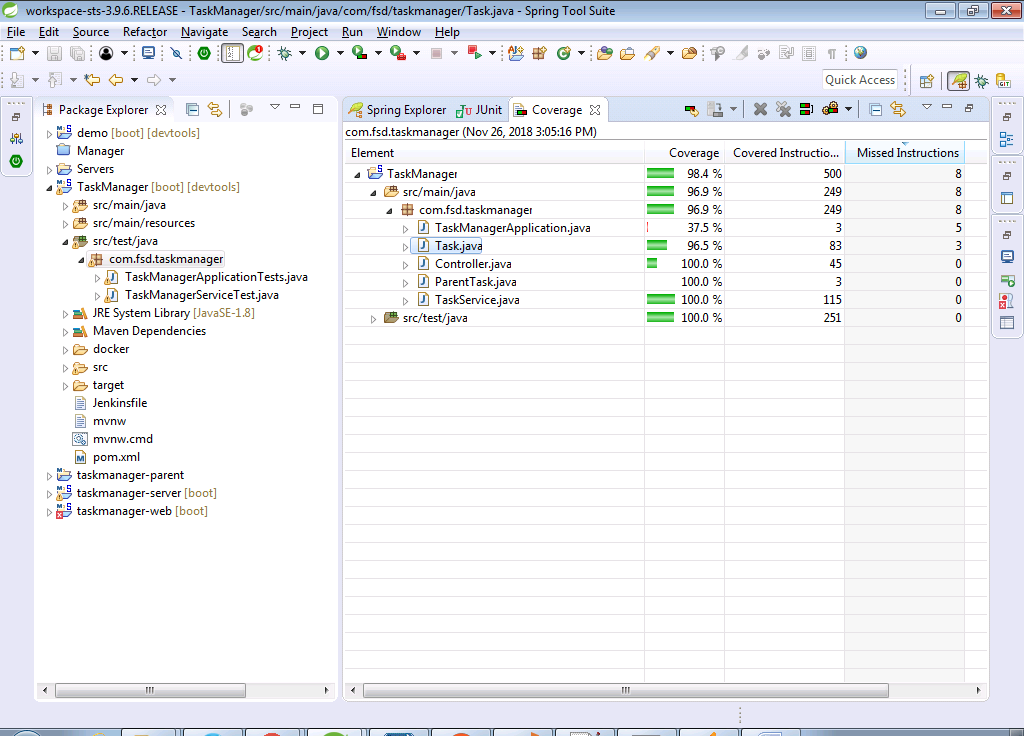 workspace-sts-3.9.6.RELEASE - TaskManager/src/main/java/com/fsd/taskmanager/Task.java - Spring Tool Suite
File Edit Source Refactor Navigate Search Project Run Window Help
Quick Access
Package Explorer
demo [boot] [devtools]
Manager
Servers
TaskManager [boot] [devtools]
src/main/java
src/main/resources
src/test/java
com.fsd.taskmanager
TaskManagerApplicationTests.java
TaskManagerServiceTest.java
JRE System Library [JavaSE-1.8]
Maven Dependencies
docker
src
target
Jenkinsfile
mvnw
mvnw.cmd
pom.xml
taskmanager-parent
taskmanager-server [boot]
taskmanager-web [boot]
Spring Explorer JUnit Coverage
com.fsd.taskmanager (Nov 26, 2018 3:05:16 PM)
Element Coverage Covered Instructio... Missed Instructions
TaskManager 98.4 % 500 8
src/main/java 96.9 % 249 8
com.fsd.taskmanager 96.9 % 249 8
TaskManagerApplication.java 37.5 % 3 5
Task.java 96.5 % 83 3
Controller.java 100.0 % 45 0
ParentTask.java 100.0 % 3 0
TaskService.java 100.0 % 115 0
src/test/java 100.0 % 251 0